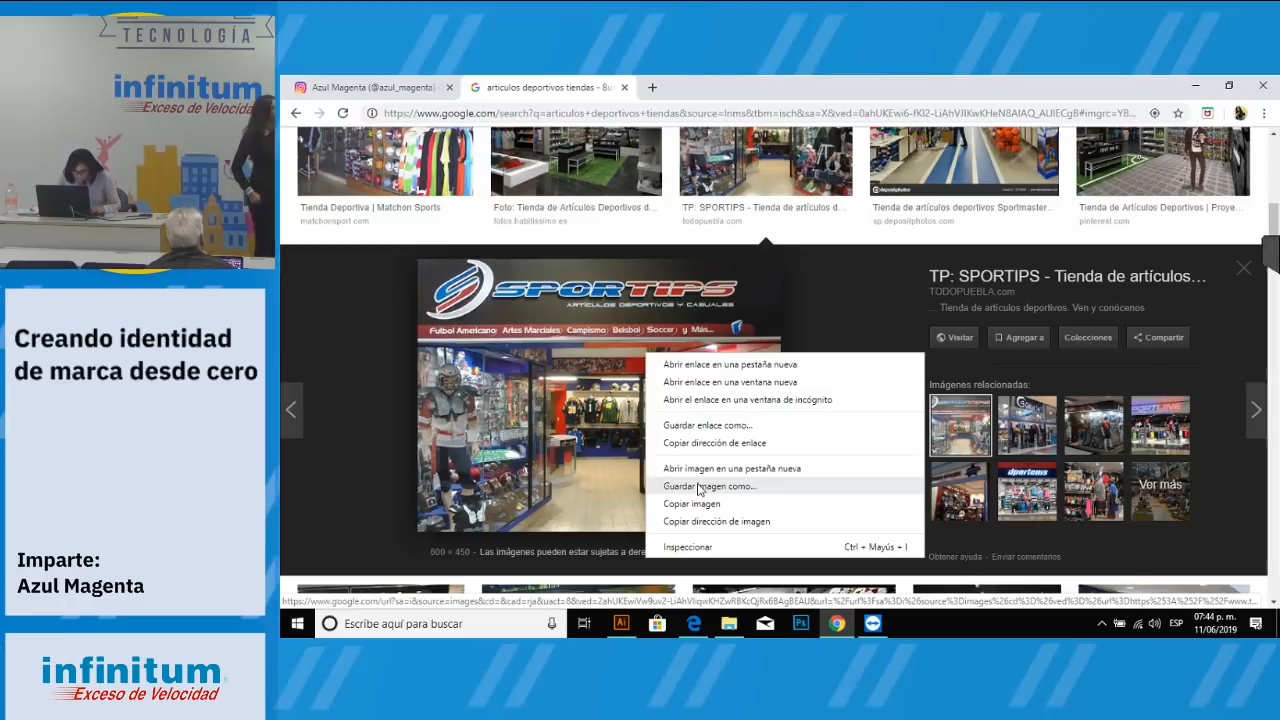 TECNOLOGÍA
infinitum
Exceso de Velocidad
Creando identidad
de marca desde cero
Imparte:
Azul Magenta
infinitum
Exceso de Velocidad
Azul Magenta (@azul_magenta)
articulos deportivos tiendas - Bu
https://www.google.com/search?q=articulos+deportivos+tiendas&source=lnms&tbm=isch&sa=X&ved=0ahUKEwi6-fKl2-LiAhVJIKwKHeN8AIAQ_AUIECgB#imgrc=YB...
Tienda Deportiva | Matchon Sports
matchonsport.com
Foto: Tienda de Artículos Deportivos d...
foto.habitissimo.es
TP: SPORTIPS - Tienda de artículos d...
todopuebla.com
Tienda de artículos deportivos Sportmaster...
sp.depositphotos.com
Tienda de Artículos Deportivos | Proye...
pinterest.com
depositphotos
SPORTIPS
ARTICULOS DEPORTIVOS Y CASUALES
Futbol Americano Artes Marciales Campismo Beisbol Soccer y Más...
600 × 450 - Las imágenes pueden estar sujetas a dere
Abrir enlace en una pestaña nueva
Abrir enlace en una ventana nueva
Abrir el enlace en una ventana de incógnito
Guardar enlace como...
Copiar dirección de enlace
Abrir imagen en una pestaña nueva
Guardar imagen como...
Copiar imagen
Copiar dirección de imagen
Inspeccionar Ctrl + Mayús + I
TP: SPORTIPS - Tienda de artículos...
TODOPUEBLA.com
... Tienda de artículos deportivos. Ven y conócenos
Visitar
Agregar a
Colecciones
Compartir
Imágenes relacionadas:
dportenis
Ver más
Obtener ayuda - Enviar comentarios
Escribe aquí para buscar
Ai
Ps
ESP
07:44 p. m.
11/06/2019